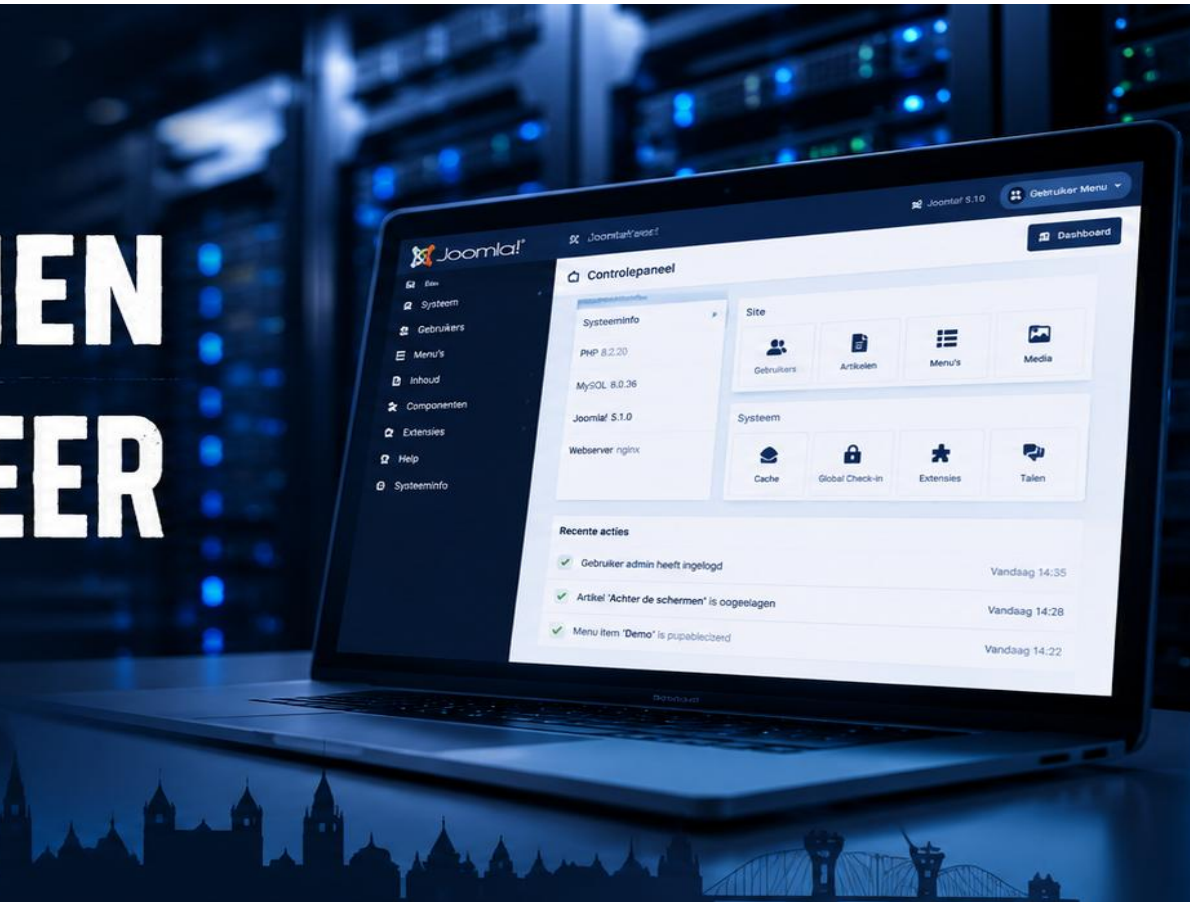 IEN
EER
Joomla!
Joomla! 5.10
Gebruiker Menu
Controlepaneel
Dashboard
Systeem
Gebruikers
Menu's
Inhoud
Componenten
Extensies
Help
Systeeminfo
Systeeminfo
PHP 8.2.20
MySQL 8.0.36
Joomla! 5.1.0
Webserver nginx
Site
Gebruikers
Artikelen
Menu's
Media
Systeem
Cache
Global Check-in
Extensies
Talen
Recente acties
Gebruiker admin heeft ingelogd
Vandaag 14:35
Artikel "Achter de schermen" is oogeelagen
Vandaag 14:28
Menu item "Demo" is
Vandaag 14:22